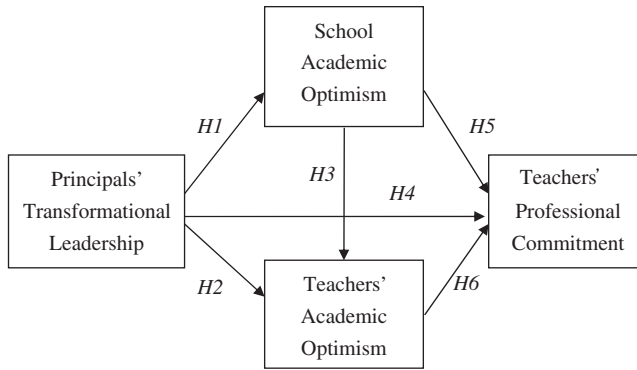 School
Academic
Optimism
H1
H5
H3
Principals’
Transformational
Leadership
H4
Teachers’
Professional
Commitment
H2
Teachers’
Academic
Optimism
H6